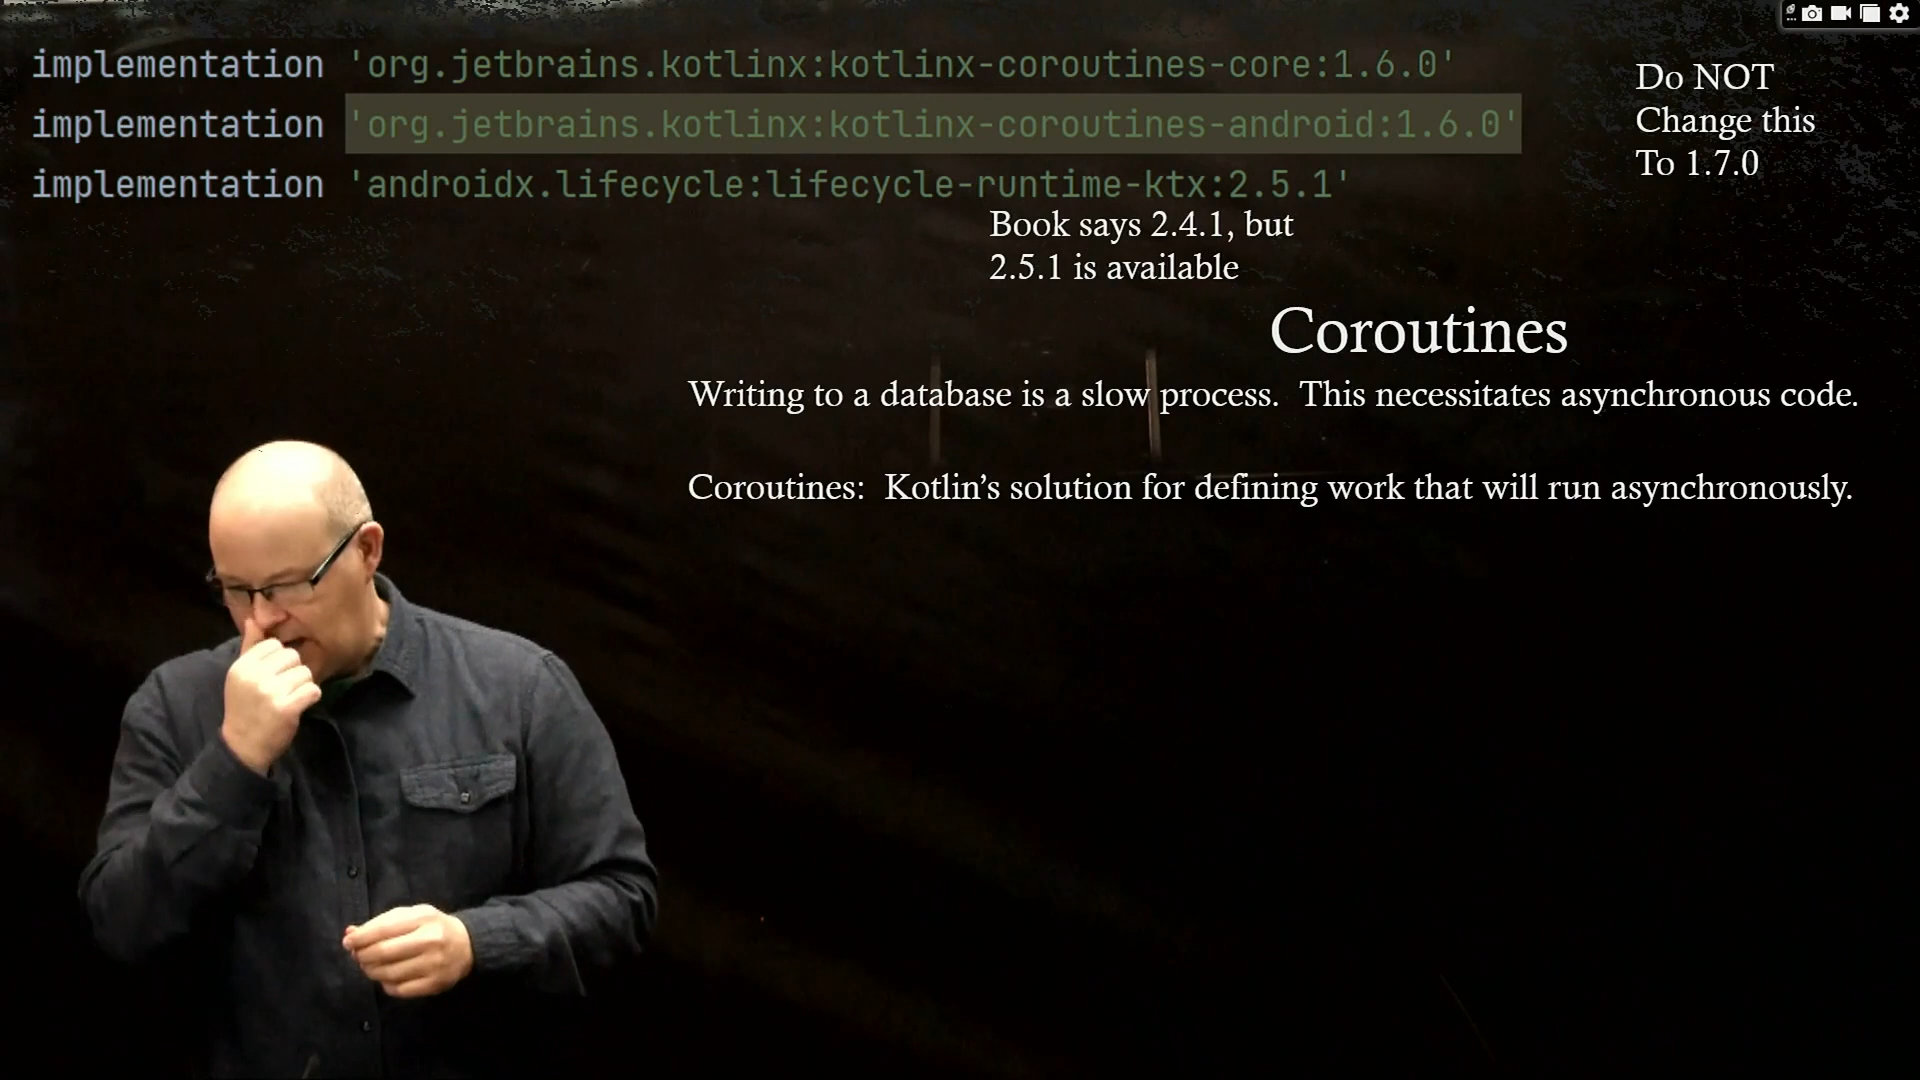 implementation 'org.jetbrains.kotlinx:kotlinx-coroutines-core:1.6.0'
implementation 'org.jetbrains.kotlinx:kotlinx-coroutines-android:1.6.0'
implementation 'androidx.lifecycle:lifecycle-runtime-ktx:2.5.1'
Do NOT
Change this
To 1.7.0
Book says 2.4.1, but
2.5.1 is available
Coroutines
Writing to a database is a slow process.  This necessitates asynchronous code.
Coroutines:  Kotlin’s solution for defining work that will run asynchronously.